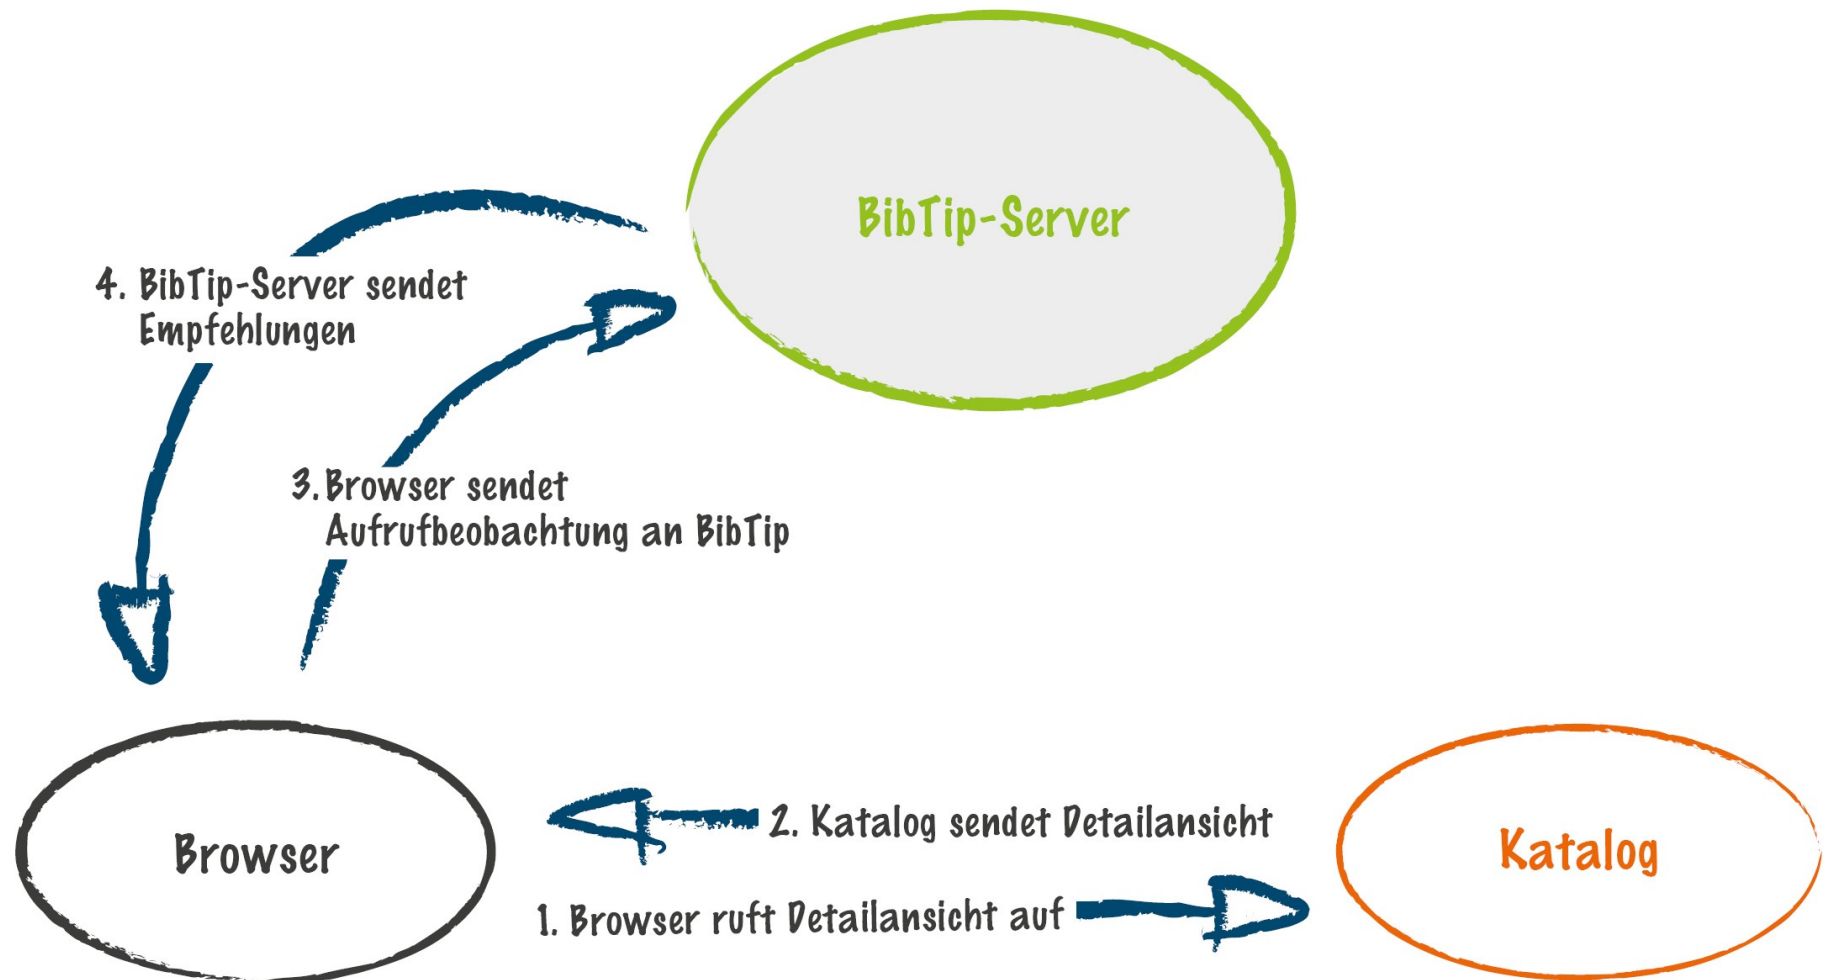 BibTip-Server
4. BibTip-Server sendet
Empfehlungen
3. Browser sendet
Aufrufbeobachtung an BibTip
Browser
2. Katalog sendet Detailansicht
1. Browser ruft Detailansicht auf
Katalog